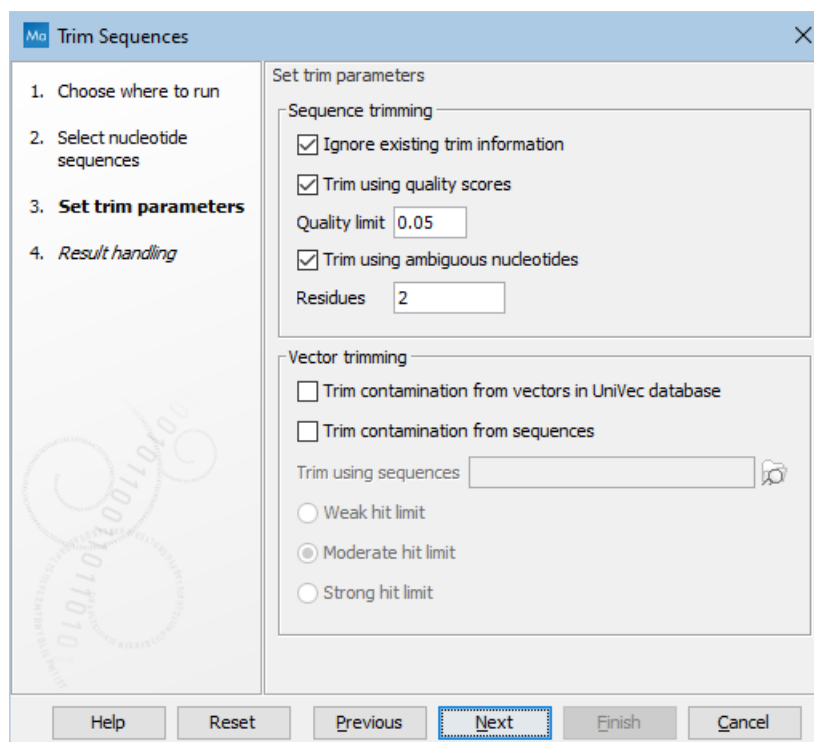 Ma Trim Sequences
1. Choose where to run
2. Select nucleotide
sequences
3. Set trim parameters
4. Result handling
Set trim parameters
Sequence trimming
Ignore existing trim information
Trim using quality scores
Quality limit 0.05
Trim using ambiguous nucleotides
Residues 2
Vector trimming
Trim contamination from vectors in UniVec database
Trim contamination from sequences
Trim using sequences
Weak hit limit
Moderate hit limit
Strong hit limit
Help Reset Previous Next Finish Cancel